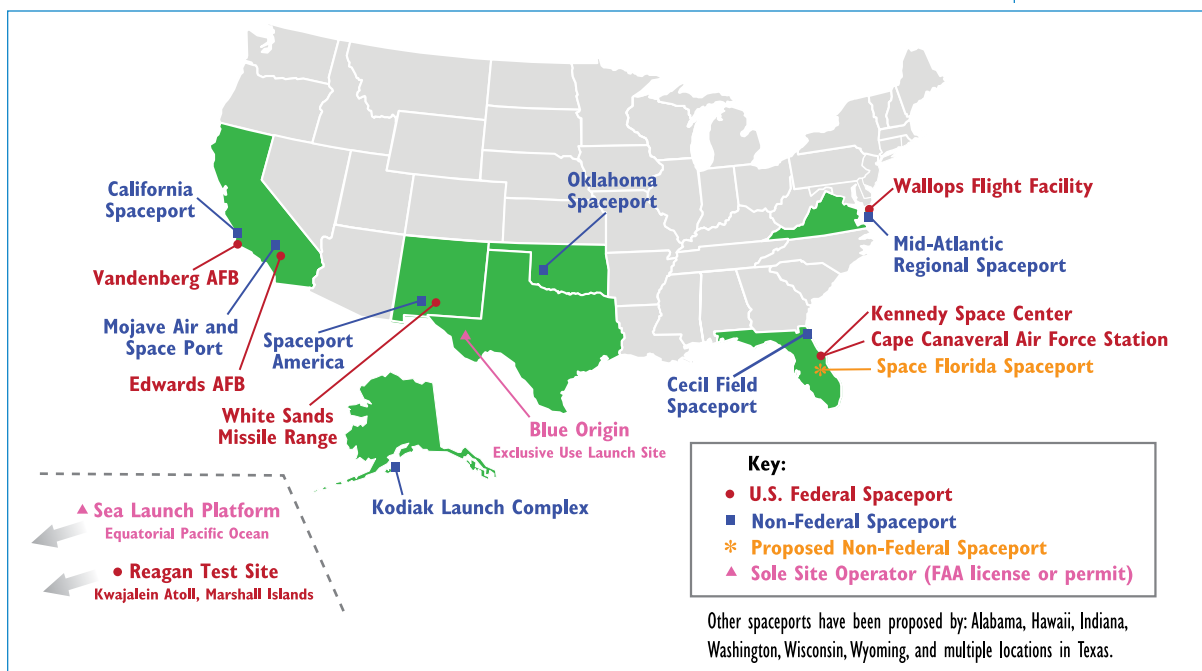 California
Spaceport
Vandenberg AFB
Mojave Air and
Space Port
Edwards AFB
Spaceport
America
White Sands
Missile Range
Oklahoma
Spaceport
Blue Origin
Exclusive Use Launch Site
Kodiak Launch Complex
Wallops Flight Facility
Mid-Atlantic
Regional Spaceport
Kennedy Space Center
Cape Canaveral Air Force Station
Space Florida Spaceport
Cecil Field
Spaceport
Sea Launch Platform
Equatorial Pacific Ocean
Reagan Test Site
Kwajalein Atoll, Marshall Islands
Key:
U.S. Federal Spaceport
Non-Federal Spaceport
Proposed Non-Federal Spaceport
Sole Site Operator (FAA license or permit)
Other spaceports have been proposed by: Alabama, Hawaii, Indiana,
Washington, Wisconsin, Wyoming, and multiple locations in Texas.